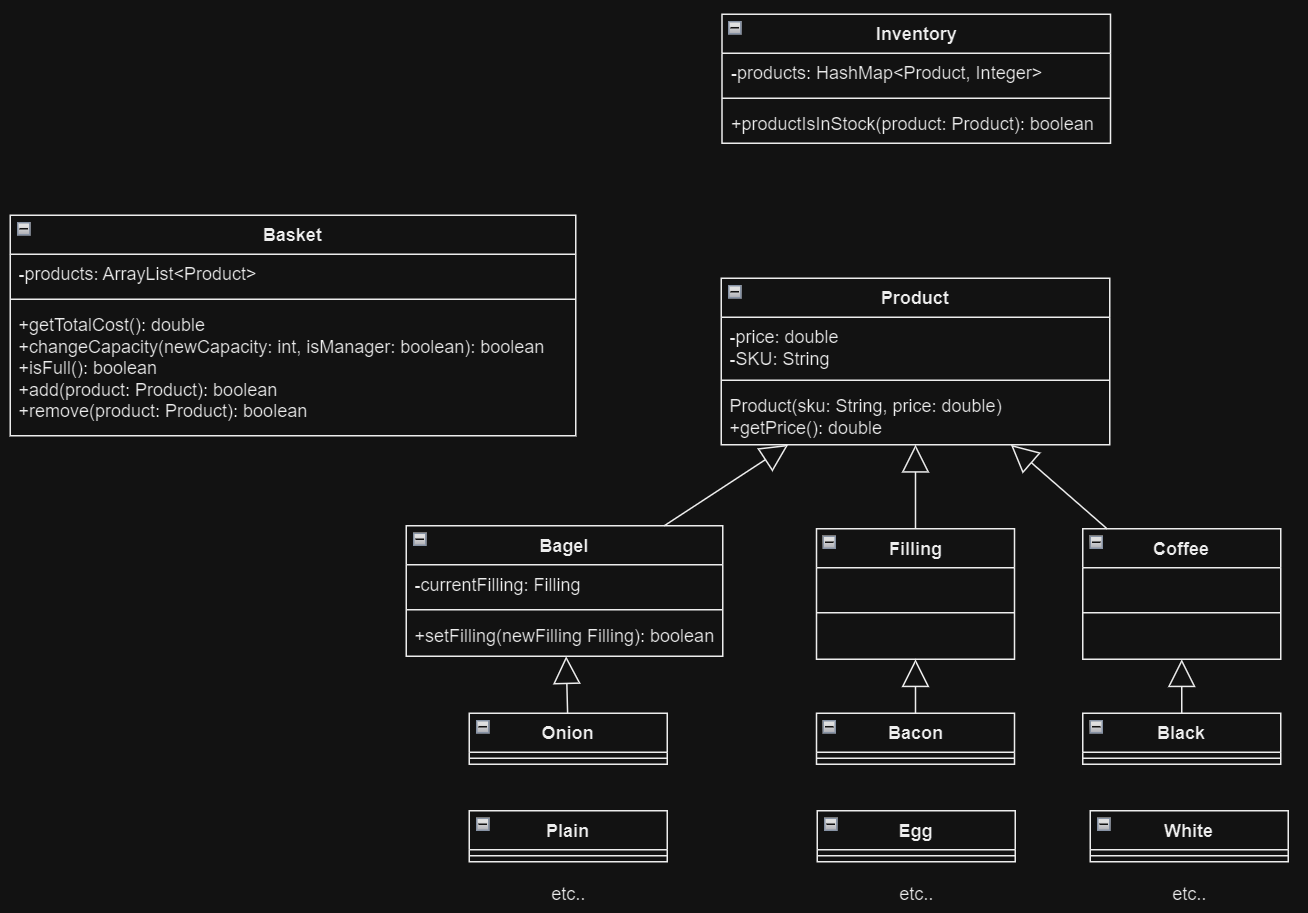 Inventory
-products: HashMap<Product, Integer>
+productIsInStock(product: Product): boolean
Basket
-products: ArrayList<Product>
+getTotalCost(): double
+changeCapacity(newCapacity: int, isManager: boolean): boolean
+isFull(): boolean
+add(product: Product): boolean
+remove(product: Product): boolean
Product
-price: double
-SKU: String
Product(sku: String, price: double)
+getPrice(): double
Bagel
-currentFilling: Filling
+setFilling(newFilling Filling): boolean
Filling
Coffee
Onion
Bacon
Black
Plain
Egg
White
etc..
etc..
etc..